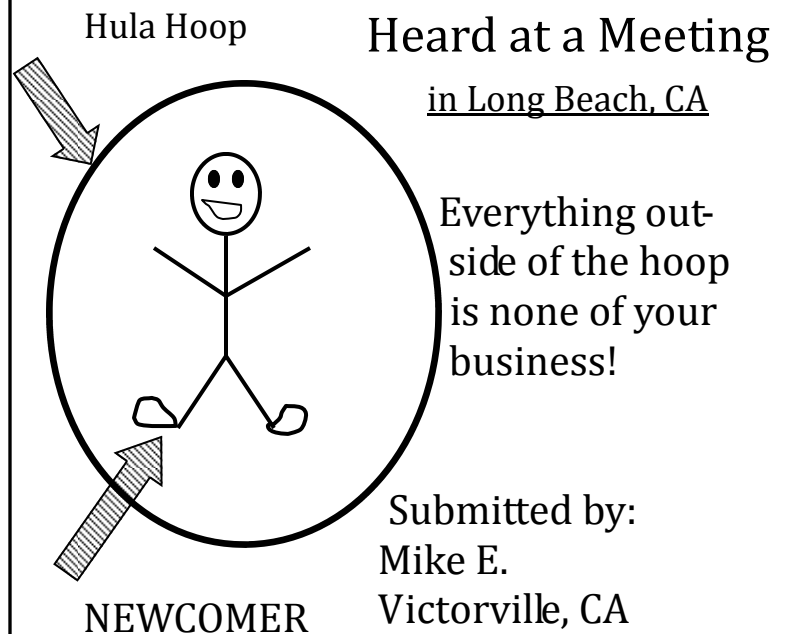 Hula Hoop
Heard at a Meeting
in Long Beach, CA
Everything out-
side of the hoop
is none of your
business!
Submitted by:
Mike E.
Victorville, CA
NEWCOMER